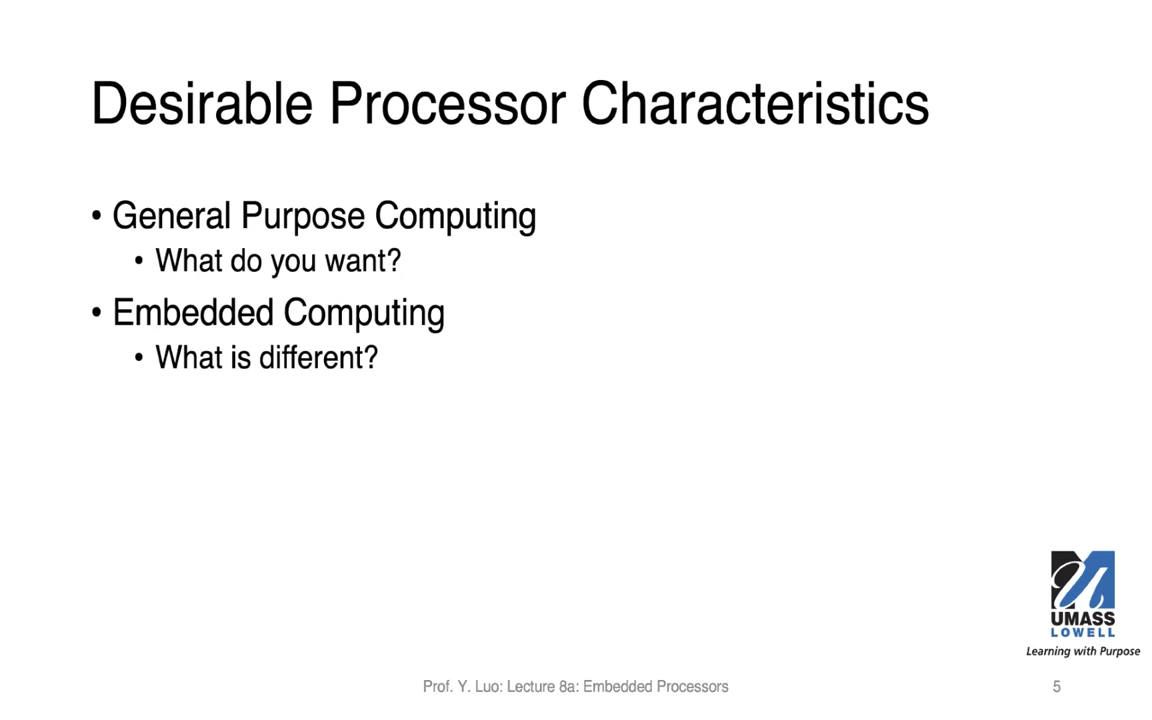 Desirable Processor Characteristics
• General Purpose Computing
• What do you want?
• Embedded Computing
• What is different?
UMASS
LOWELL
Learning with Purpose
Prof. Y. Luo: Lecture 8a: Embedded Processors
5